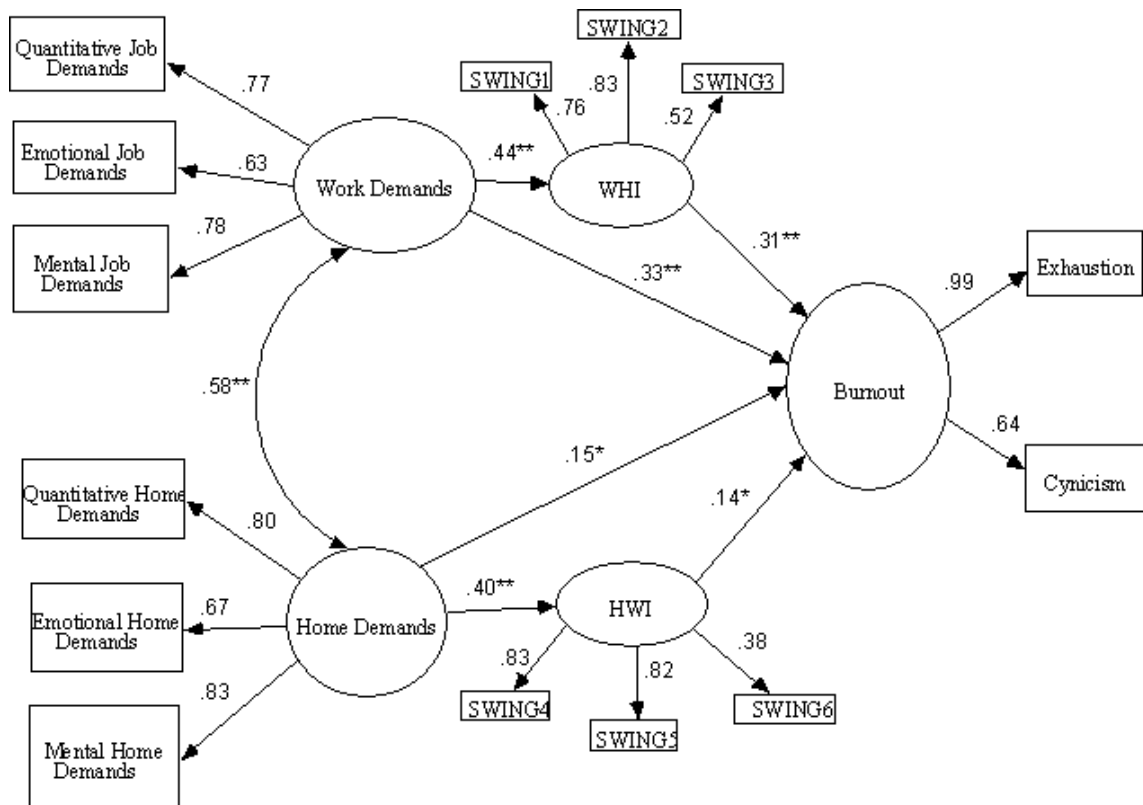 Quantitative Job
Demands
.77
Emotional Job
Demands
.63
Mental Job
Demands
.78
Work Demands
.44**
SWING1
.76
SWING2
.83
SWING3
.52
WHI
.31**
.33**
.58**
Exhaustion
.99
Burnout
.64
Cynicism
.15*
.14*
Quantitative Home
Demands
.80
Emotional Home
Demands
.67
Mental Home
Demands
.83
Home Demands
.40**
HWI
.83
SWING4
.82
SWING5
.38
SWING6